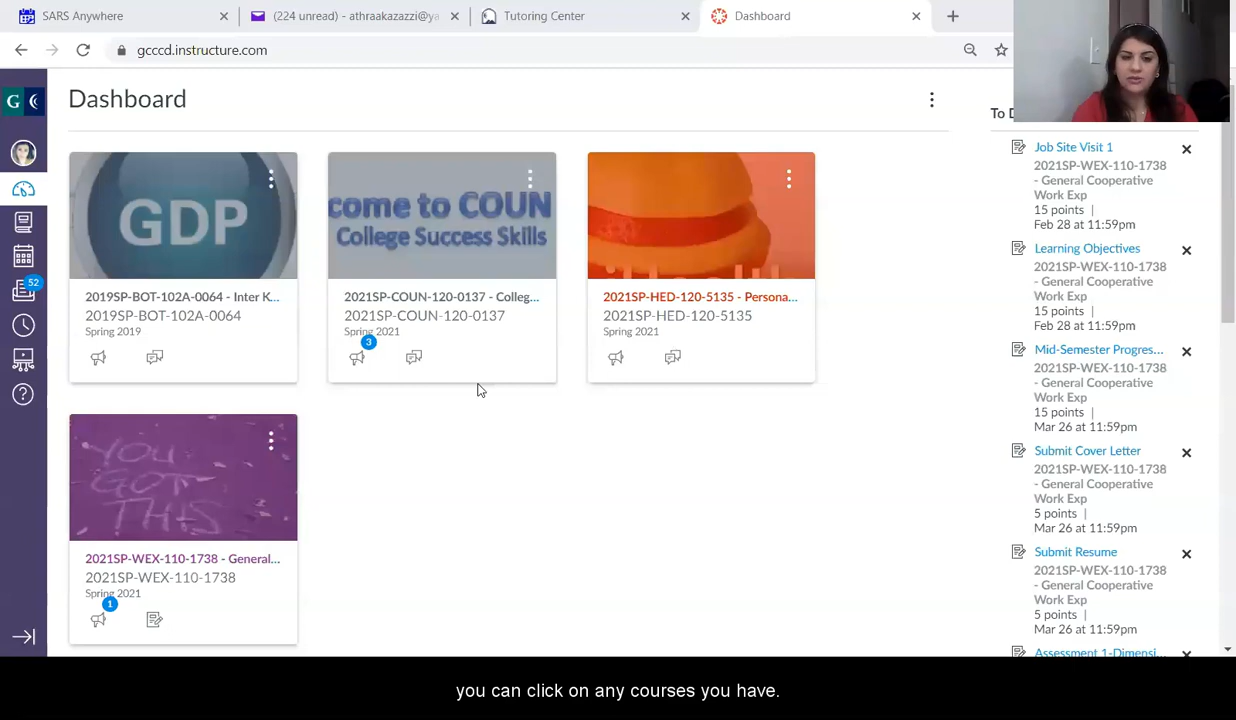 SARS Anywhere
(224 unread) - athraakazazzi@ya
Tutoring Center
Dashboard
gcccd.instructure.com
G
Dashboard
To D
GDP
come to COUN
College Success Skills
2019SP-BOT-102A-0064 - Inter K...
2019SP-BOT-102A-0064
Spring 2019
2021SP-COUN-120-0137 - Colleg...
2021SP-COUN-120-0137
Spring 2021
3
2021SP-HED-120-5135 - Persona...
2021SP-HED-120-5135
Spring 2021
52
YOU
GOT
THIS
2021SP-WEX-110-1738 - General...
2021SP-WEX-110-1738
Spring 2021
1
Job Site Visit 1
2021SP-WEX-110-1738
- General Cooperative
Work Exp
15 points |
Feb 28 at 11:59pm
Learning Objectives
2021SP-WEX-110-1738
- General Cooperative
Work Exp
15 points |
Feb 28 at 11:59pm
Mid-Semester Progres...
2021SP-WEX-110-1738
- General Cooperative
Work Exp
15 points |
Mar 26 at 11:59pm
Submit Cover Letter
2021SP-WEX-110-1738
- General Cooperative
Work Exp
5 points |
Mar 26 at 11:59pm
Submit Resume
2021SP-WEX-110-1738
- General Cooperative
Work Exp
5 points |
Mar 26 at 11:59pm
Assessment 1-Dimensi...
you can click on any courses you have.